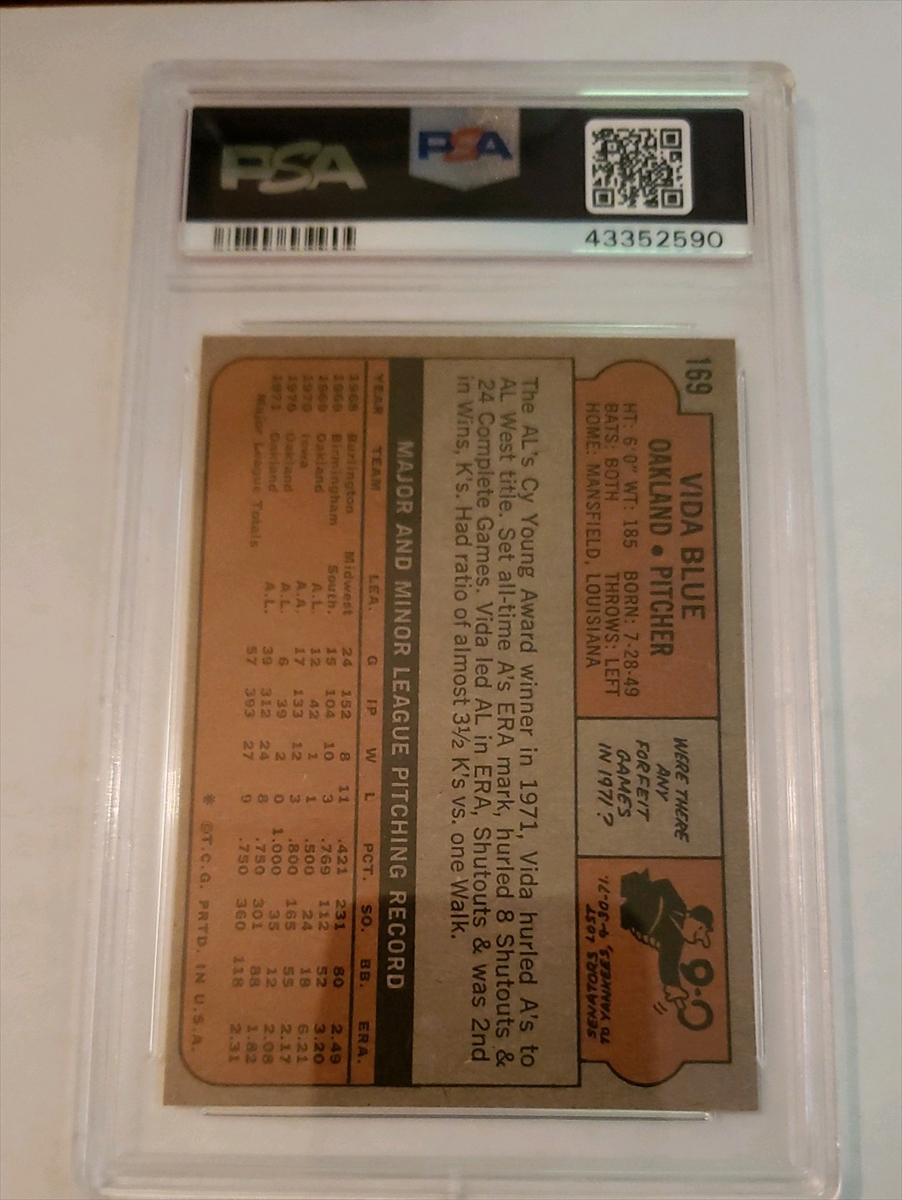 PSA
PSA
43352590
169
VIDA BLUE
OAKLAND • PITCHER
HT: 6'0" WT: 185 BORN: 7-28-49
BATS: BOTH THROWS: LEFT
HOME: MANSFIELD, LOUISIANA
WERE THERE
ANY
FORFEIT
GAMES
IN 1971?
9-0
SENATORS LOST
TO YANKEES, 9-30-71.
The AL's Cy Young Award winner in 1971, Vida hurled A's to
AL West title. Set all-time A's ERA mark, hurled 8 Shutouts &
24 Complete Games. Vida led AL in ERA, Shutouts & was 2nd
in Wins, K's. Had ratio of almost 3½ K's vs. one Walk.
MAJOR AND MINOR LEAGUE PITCHING RECORD
YEAR TEAM LEA. G IP W L PCT. SO. BB. ERA.
1968 Burlington Midwest 24 152 8 11 .421 231 80 2.49
1969 Birmingham South. 15 104 10 3 .769 112 52 3.20
1969 Oakland A.L. 12 42 1 1 .500 24 18 6.21
1970 Iowa A.A. 17 133 12 3 .800 165 55 2.17
1970 Oakland A.L. 6 39 2 0 1.000 35 12 2.08
1971 Oakland A.L. 39 312 24 8 .750 301 88 1.82
Major League Totals 57 393 27 9 .750 360 118 2.31
* ©T.C.G. PRTD. IN U.S.A.